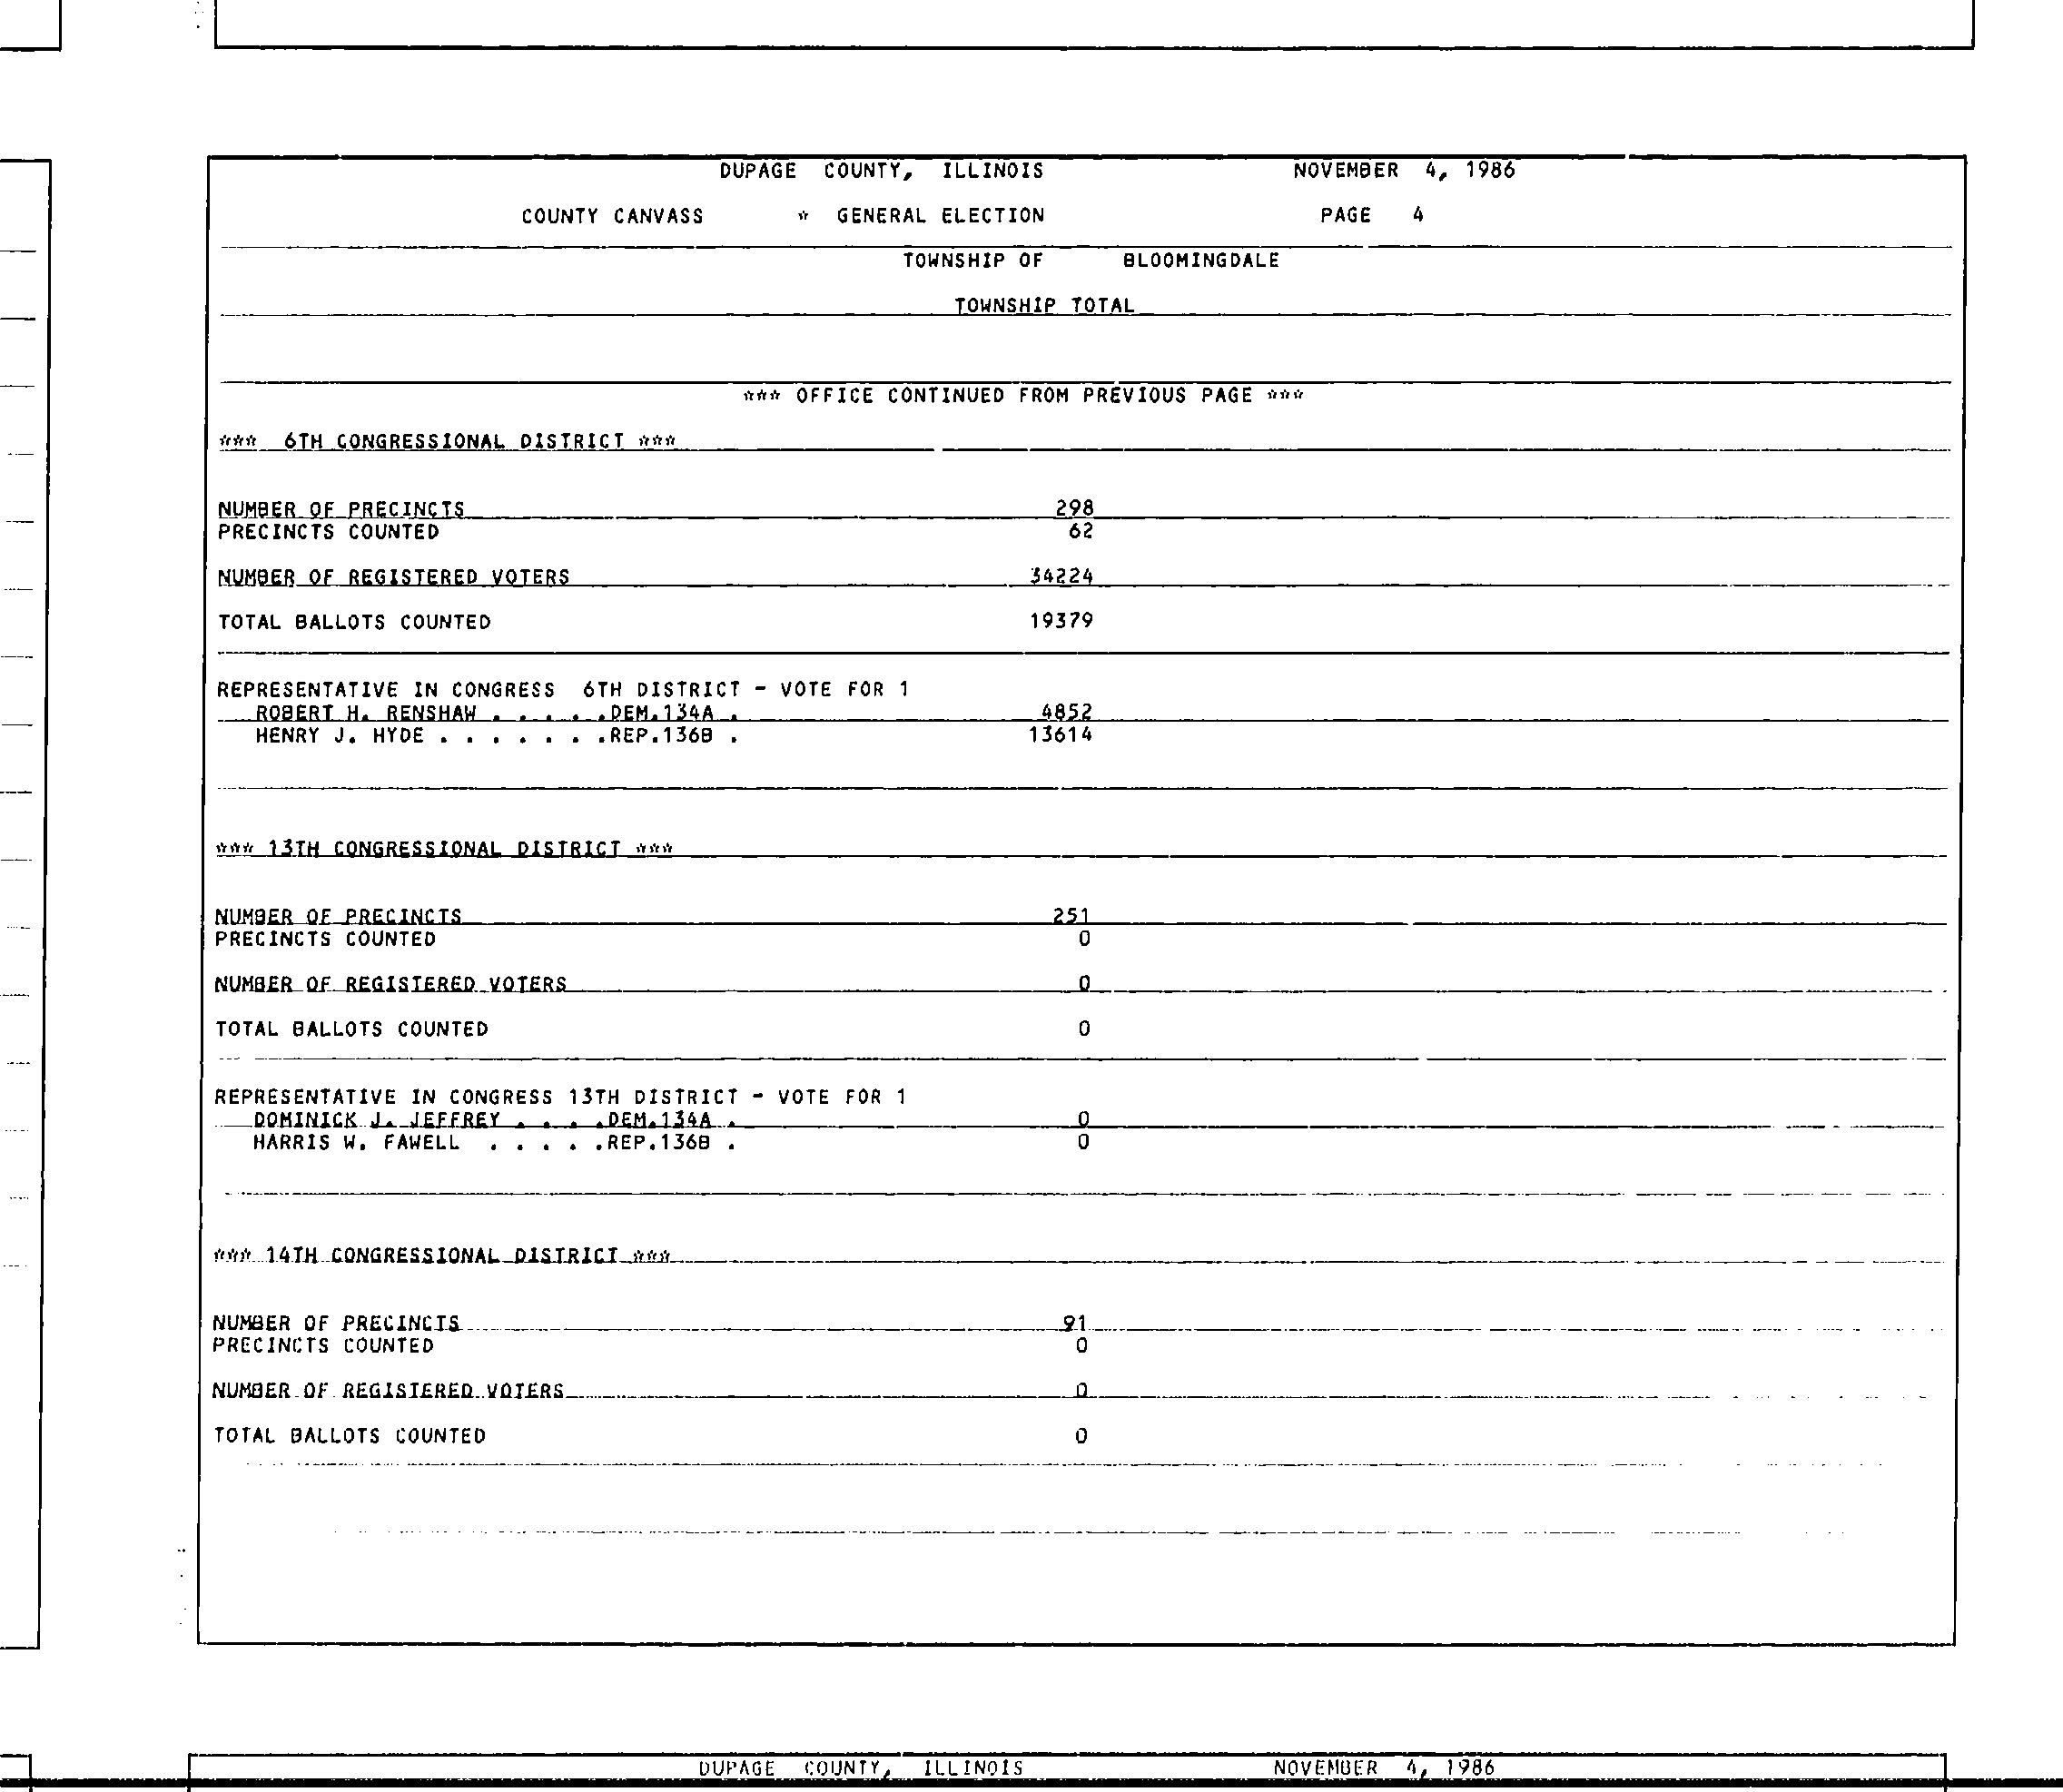 DUPAGE COUNTY, ILLINOIS NOVEMBER 4, 1986
COUNTY CANVASS * GENERAL ELECTION PAGE 4
TOWNSHIP OF BLOOMINGDALE
TOWNSHIP TOTAL
*** OFFICE CONTINUED FROM PREVIOUS PAGE ***
*** 6TH CONGRESSIONAL DISTRICT ***
NUMBER OF PRECINCTS 298
PRECINCTS COUNTED 62
NUMBER OF REGISTERED VOTERS 34224
TOTAL BALLOTS COUNTED 19379
REPRESENTATIVE IN CONGRESS 6TH DISTRICT - VOTE FOR 1
ROBERT H. RENSHAW . . . . .DEM.134A . 4852
HENRY J. HYDE . . . . . . .REP.136B . 13614
*** 13TH CONGRESSIONAL DISTRICT ***
NUMBER OF PRECINCTS 251
PRECINCTS COUNTED 0
NUMBER OF REGISTERED VOTERS 0
TOTAL BALLOTS COUNTED 0
REPRESENTATIVE IN CONGRESS 13TH DISTRICT - VOTE FOR 1
DOMINICK J. JEFFREY . . . .DEM.134A . 0
HARRIS W. FAWELL . . . . .REP.136B . 0
*** 14TH CONGRESSIONAL DISTRICT ***
NUMBER OF PRECINCTS 91
PRECINCTS COUNTED 0
NUMBER OF REGISTERED VOTERS 0
TOTAL BALLOTS COUNTED 0
DUPAGE COUNTY, ILLINOIS NOVEMBER 4, 1986